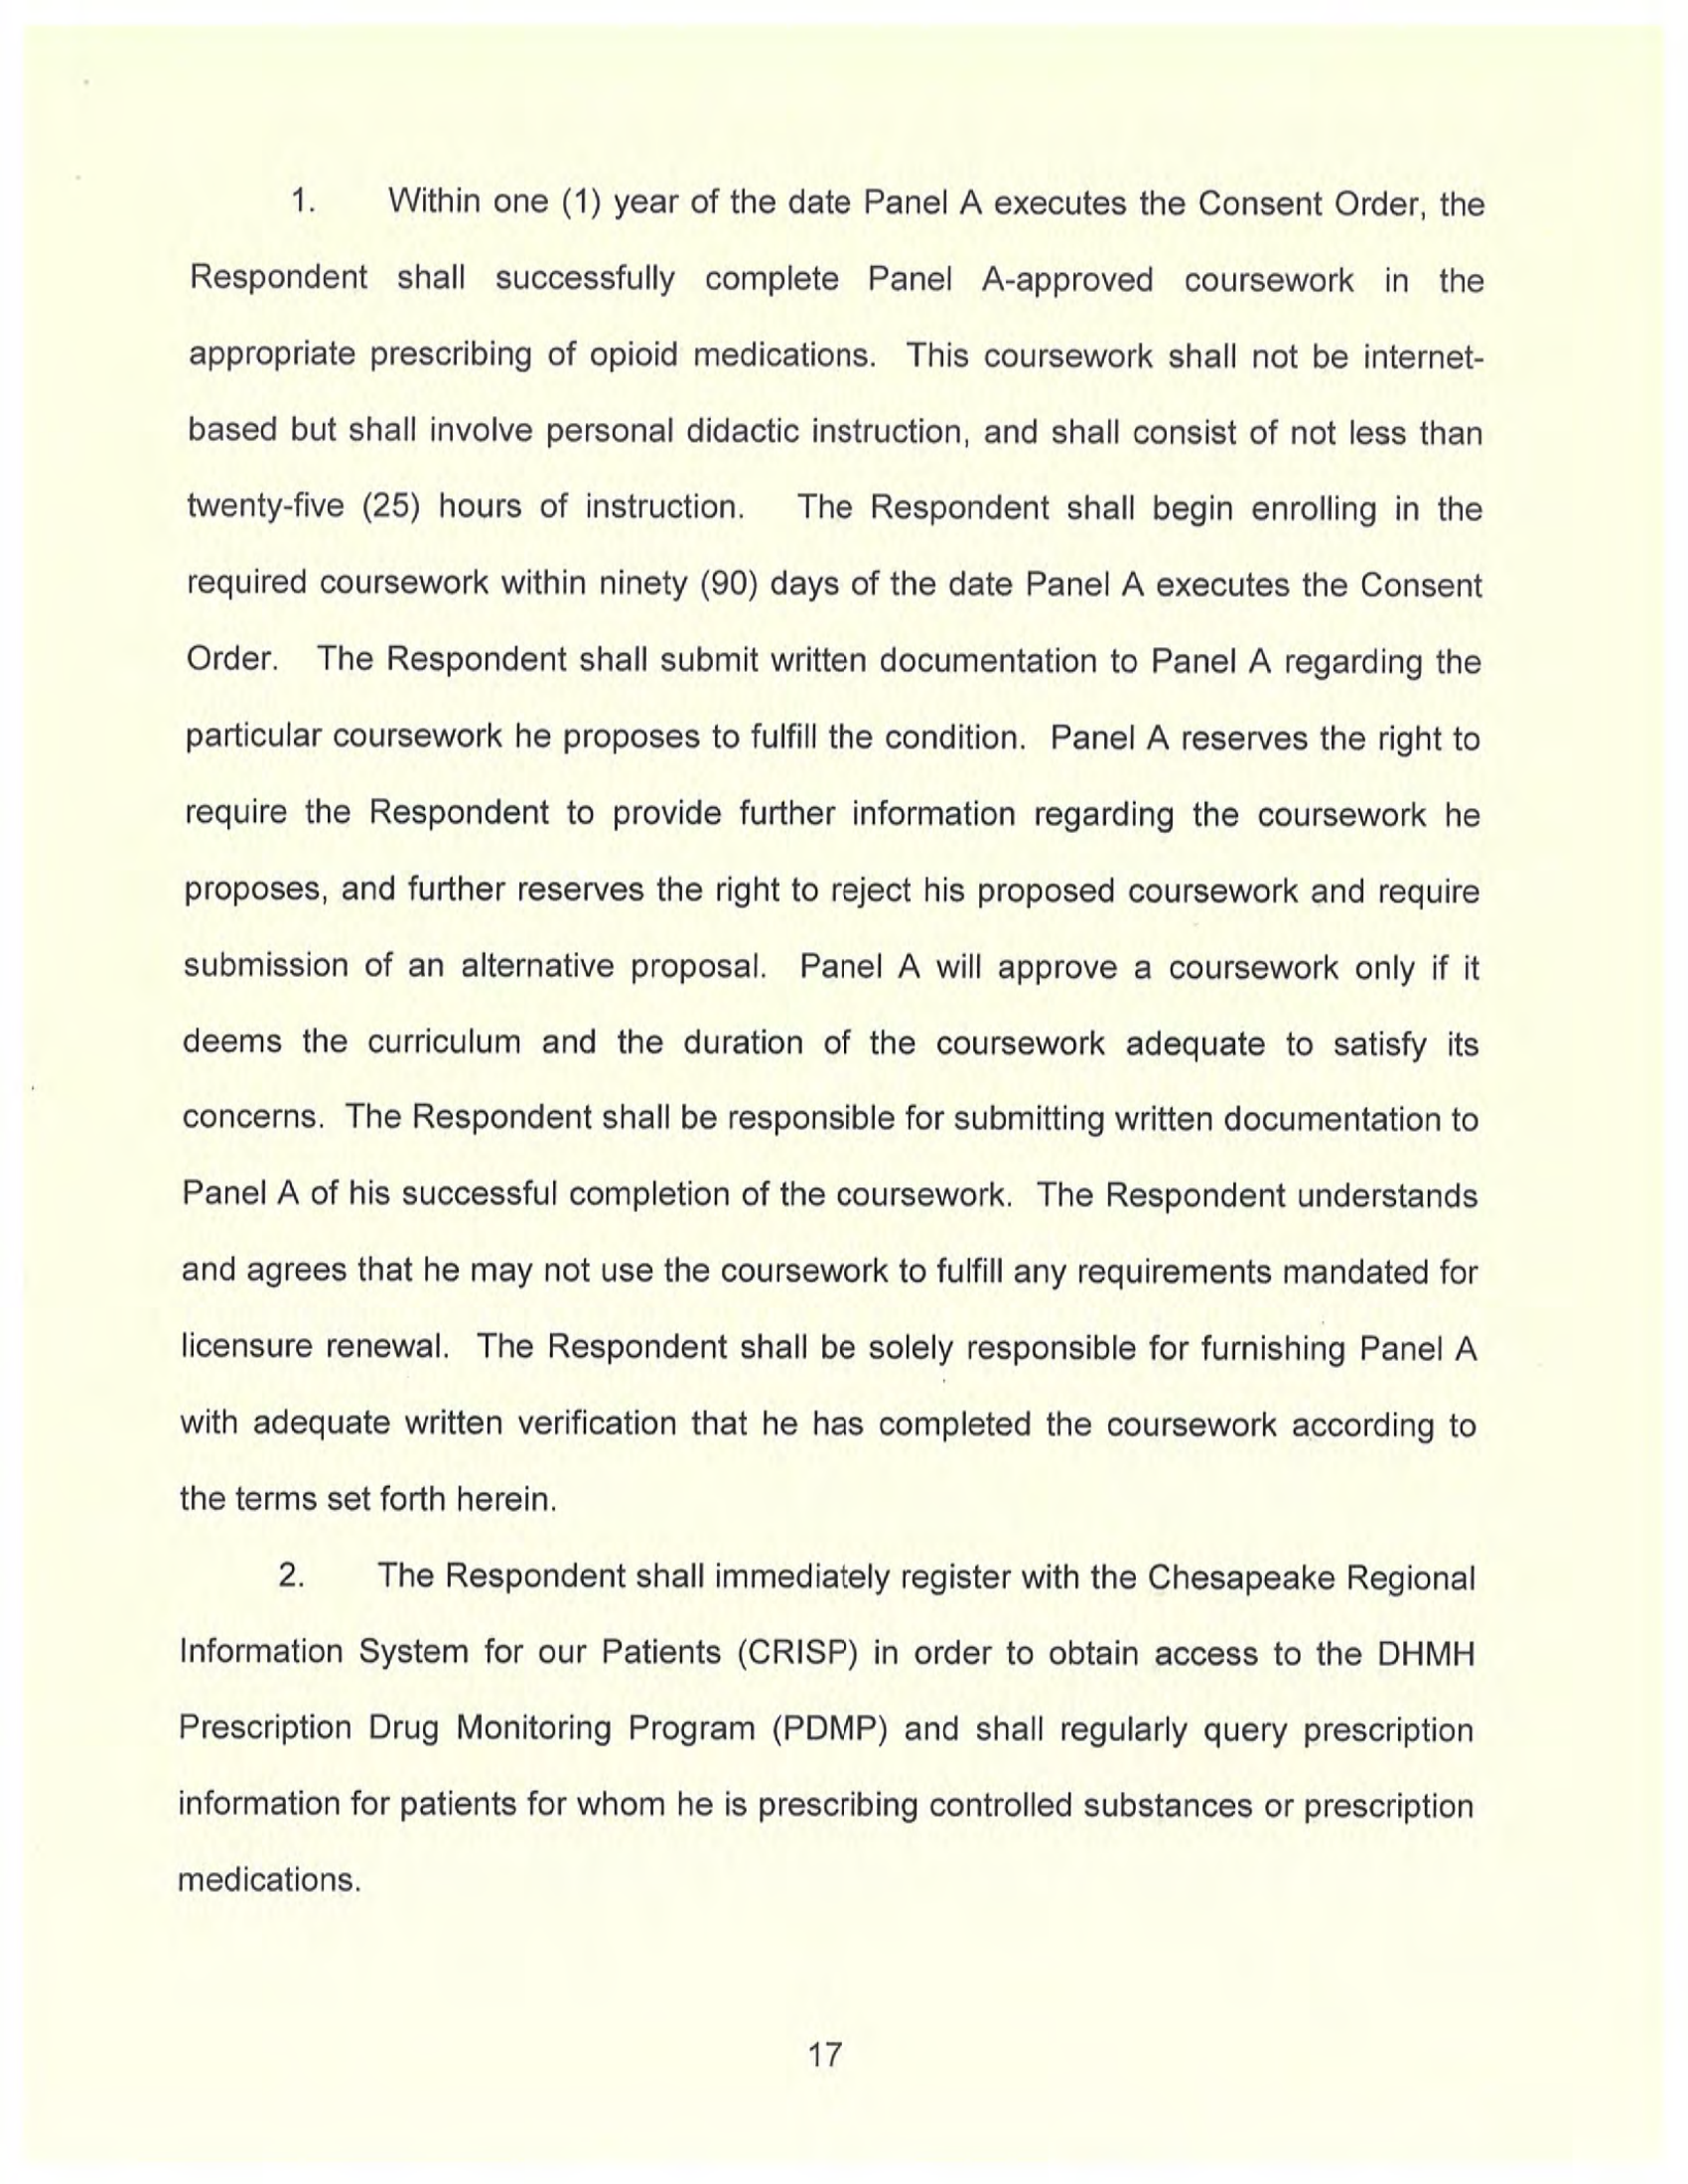 1. Within one (1) year of the date Panel A executes the Consent Order, the
Respondent shall successfully complete Panel A-approved coursework in the
appropriate prescribing of opioid medications. This coursework shall not be internet-
based but shall involve personal didactic instruction, and shall consist of not less than
twenty-five (25) hours of instruction. The Respondent shall begin enrolling in the
required coursework within ninety (90) days of the date Panel A executes the Consent
Order. The Respondent shall submit written documentation to Panel A regarding the
particular coursework he proposes to fulfill the condition. Panel A reserves the right to
require the Respondent to provide further information regarding the coursework he
proposes, and further reserves the right to reject his proposed coursework and require
submission of an alternative proposal. Panel A will approve a coursework only if it
deems the curriculum and the duration of the coursework adequate to satisfy its
concerns. The Respondent shall be responsible for submitting written documentation to
Panel A of his successful completion of the coursework. The Respondent understands
and agrees that he may not use the coursework to fulfill any requirements mandated for
licensure renewal. The Respondent shall be solely responsible for furnishing Panel A
with adequate written verification that he has completed the coursework according to
the terms set forth herein.
2. The Respondent shall immediately register with the Chesapeake Regional
Information System for our Patients (CRISP) in order to obtain access to the DHMH
Prescription Drug Monitoring Program (PDMP) and shall regularly query prescription
information for patients for whom he is prescribing controlled substances or prescription
medications.
17